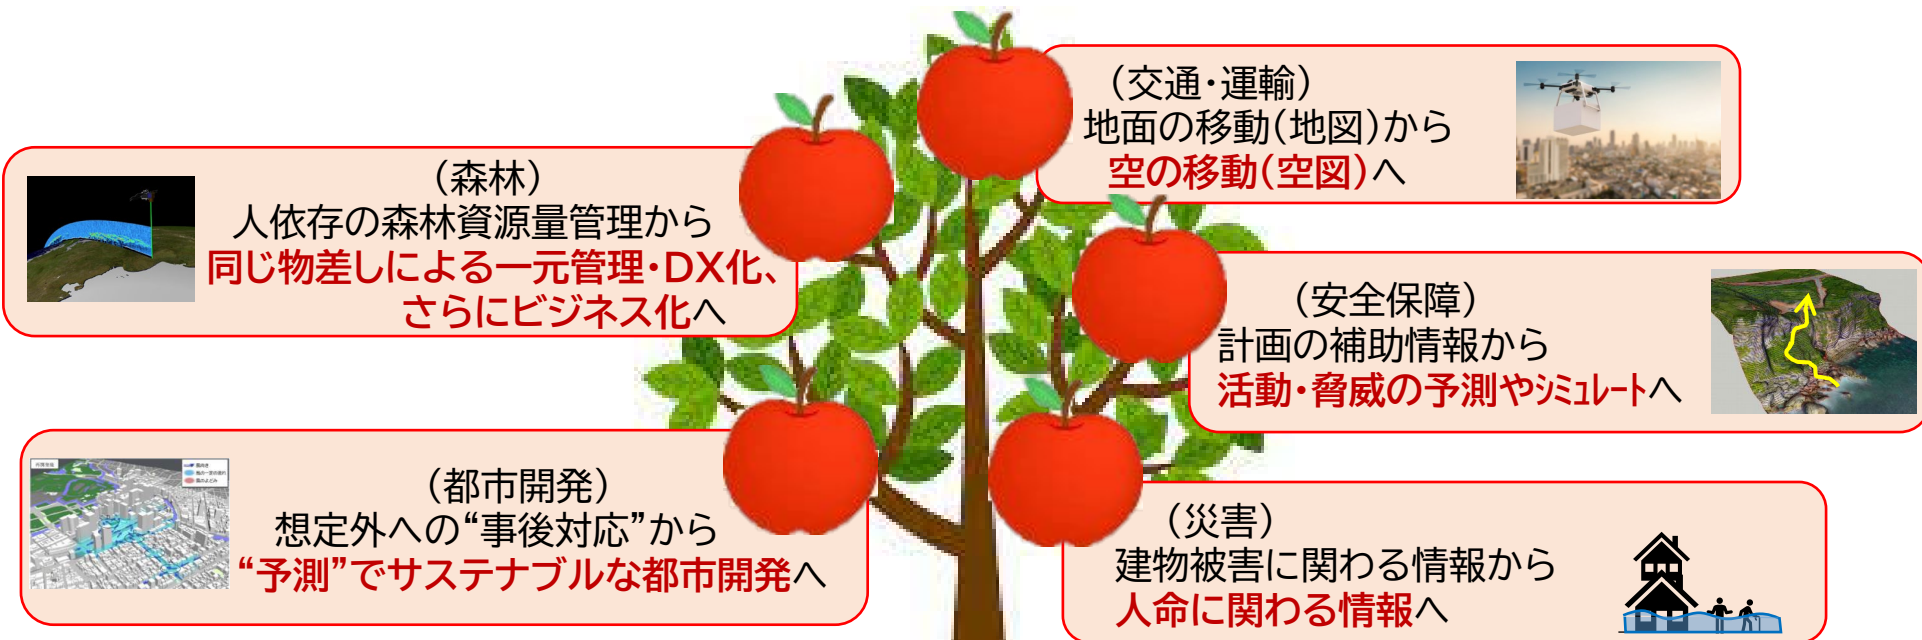 (交通・運輸)
地面の移動(地図)から
空の移動(空図)へ
(森林)
人依存の森林資源量管理から
同じ物差しによる一元管理・DX化、
さらにビジネス化へ
(安全保障)
計画の補助情報から
活動・脅威の予測やシミュレートへ
(都市開発)
想定外への“事後対応”から
“予測”でサステナブルな都市開発へ
(災害)
建物被害に関わる情報から
人命に関わる情報へ